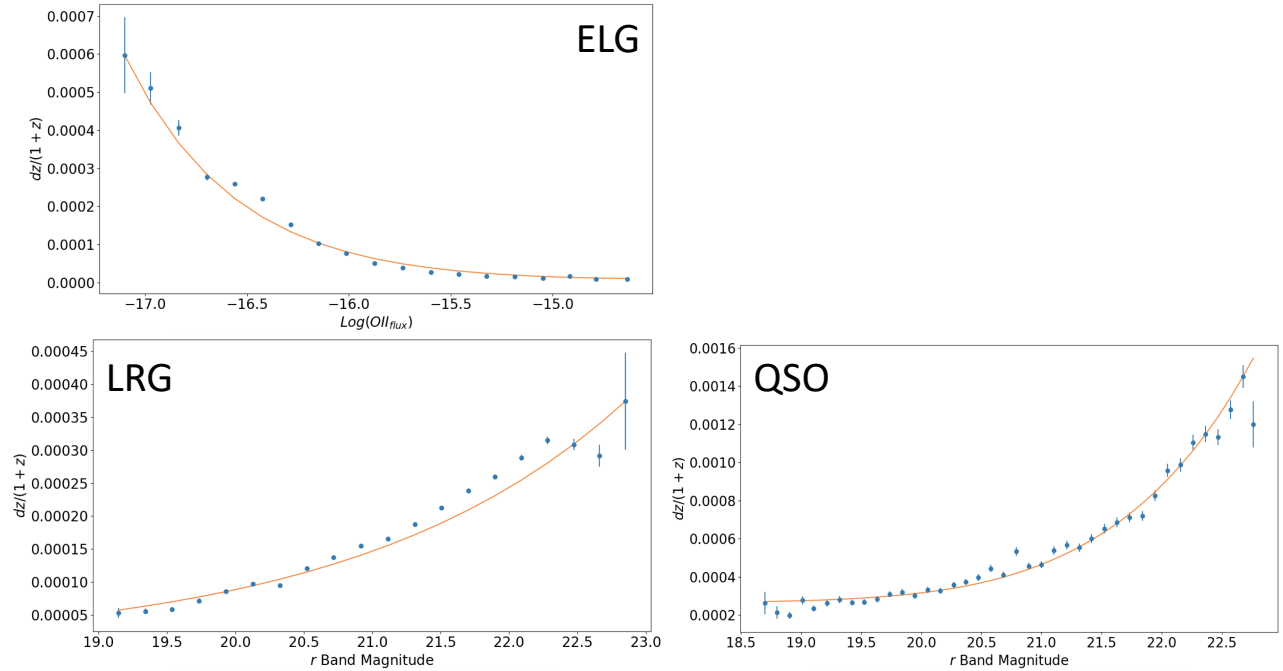 ELG
dz/(1 + z)
0.0007
0.0006
0.0005
0.0004
0.0003
0.0002
0.0001
0.0000
−17.0 −16.5 −16.0 −15.5 −15.0
Log(OII_flux)
LRG
dz/(1 + z)
0.00045
0.00040
0.00035
0.00030
0.00025
0.00020
0.00015
0.00010
0.00005
19.0 19.5 20.0 20.5 21.0 21.5 22.0 22.5 23.0
r Band Magnitude
QSO
dz/(1 + z)
0.0016
0.0014
0.0012
0.0010
0.0008
0.0006
0.0004
0.0002
18.5 19.0 19.5 20.0 20.5 21.0 21.5 22.0 22.5
r Band Magnitude